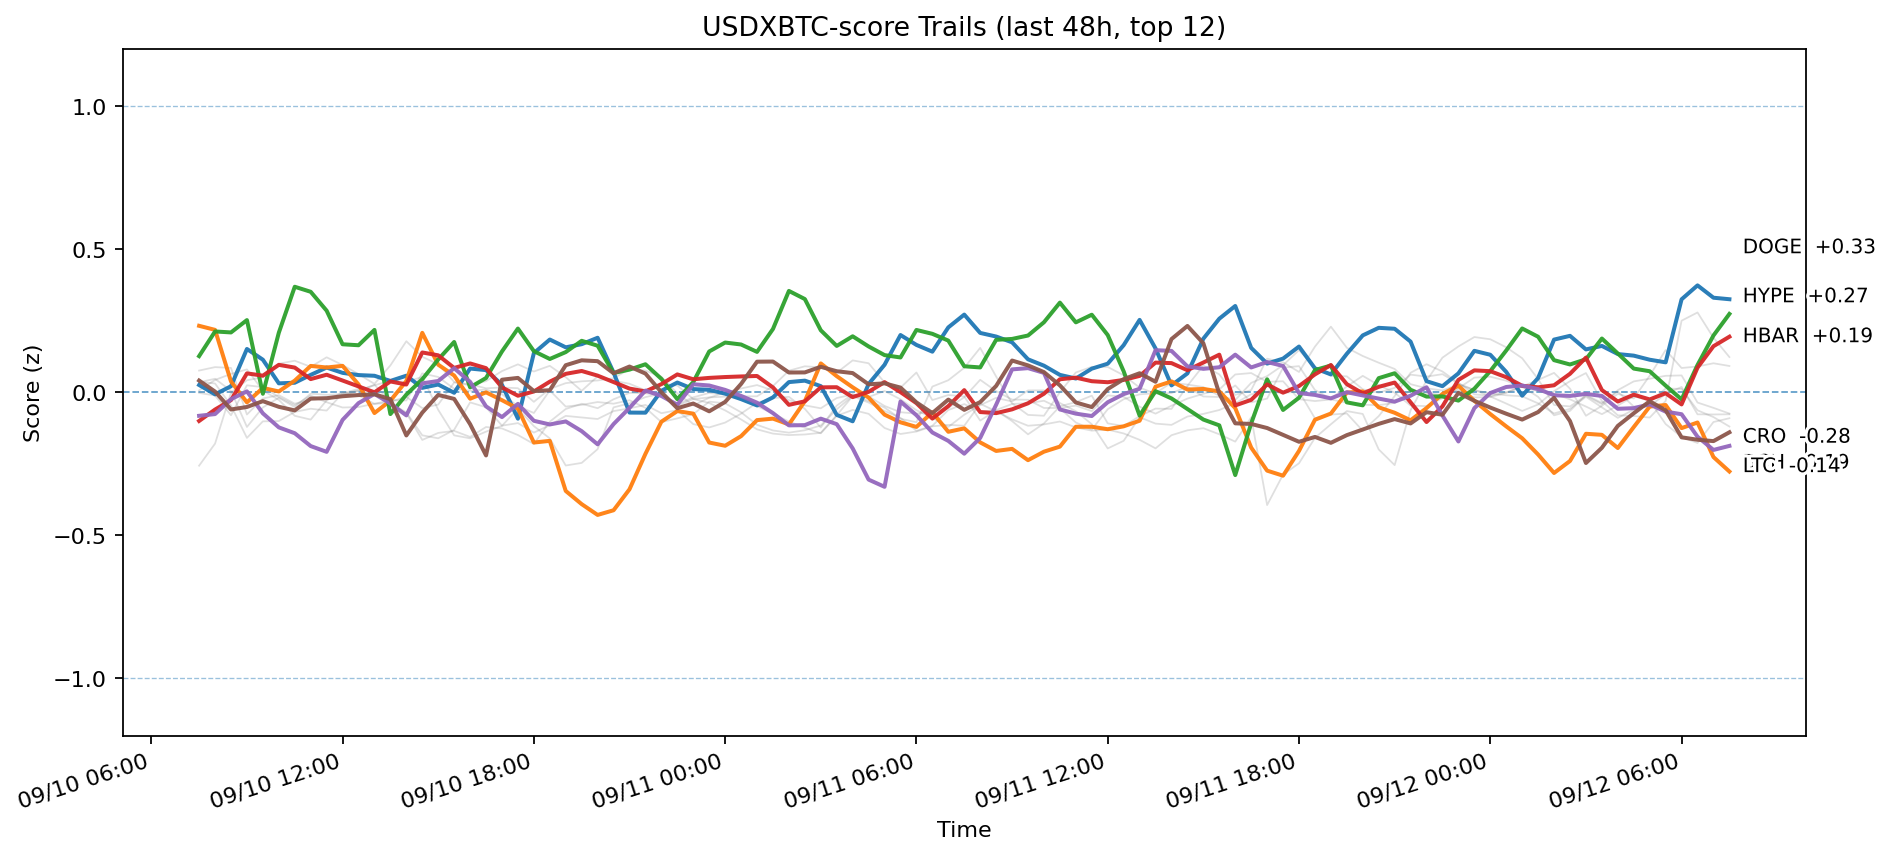 USDXBTC-score Trails (last 48h, top 12)
Score (z)
1.0
0.5
0.0
−0.5
−1.0
DOGE +0.33
HYPE +0.27
HBAR +0.19
CRO -0.28
LTC -0.14
09/10 06:00
09/10 12:00
09/10 18:00
09/11 00:00
09/11 06:00
09/11 12:00
09/11 18:00
09/12 00:00
09/12 06:00
Time